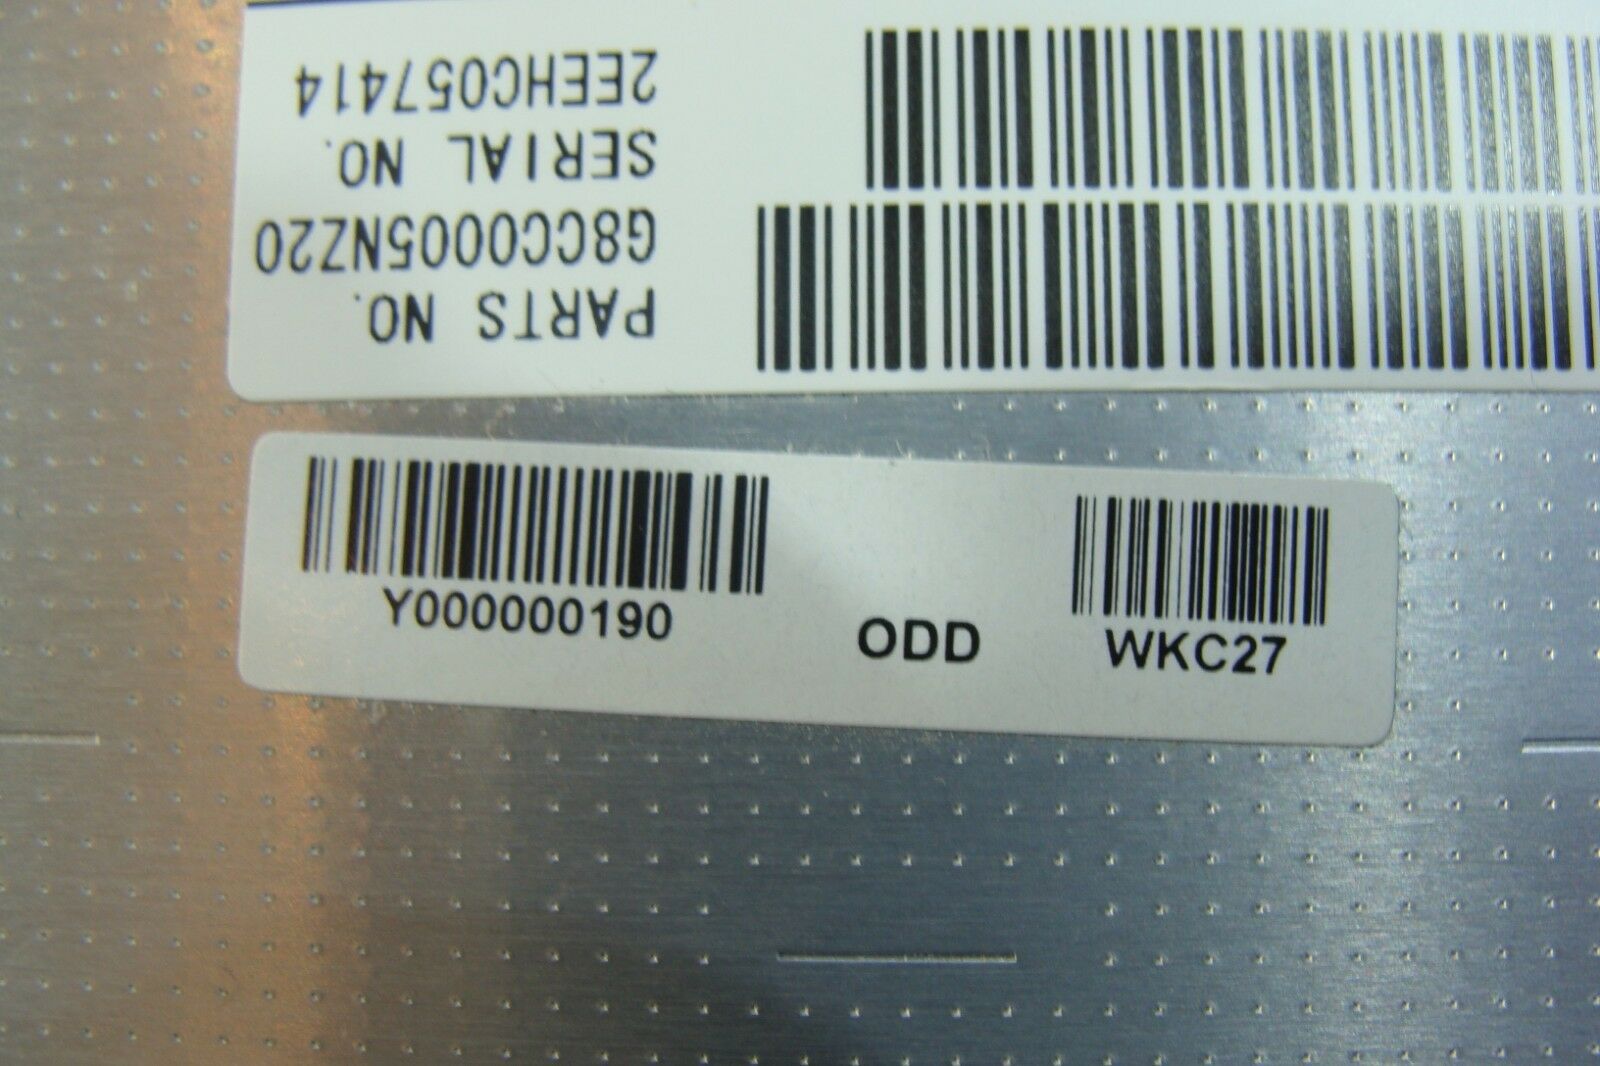 PARTS NO.
G8CC0005NZ20
SERIAL NO.
2EEHC057414
Y000000190
ODD
WKC27